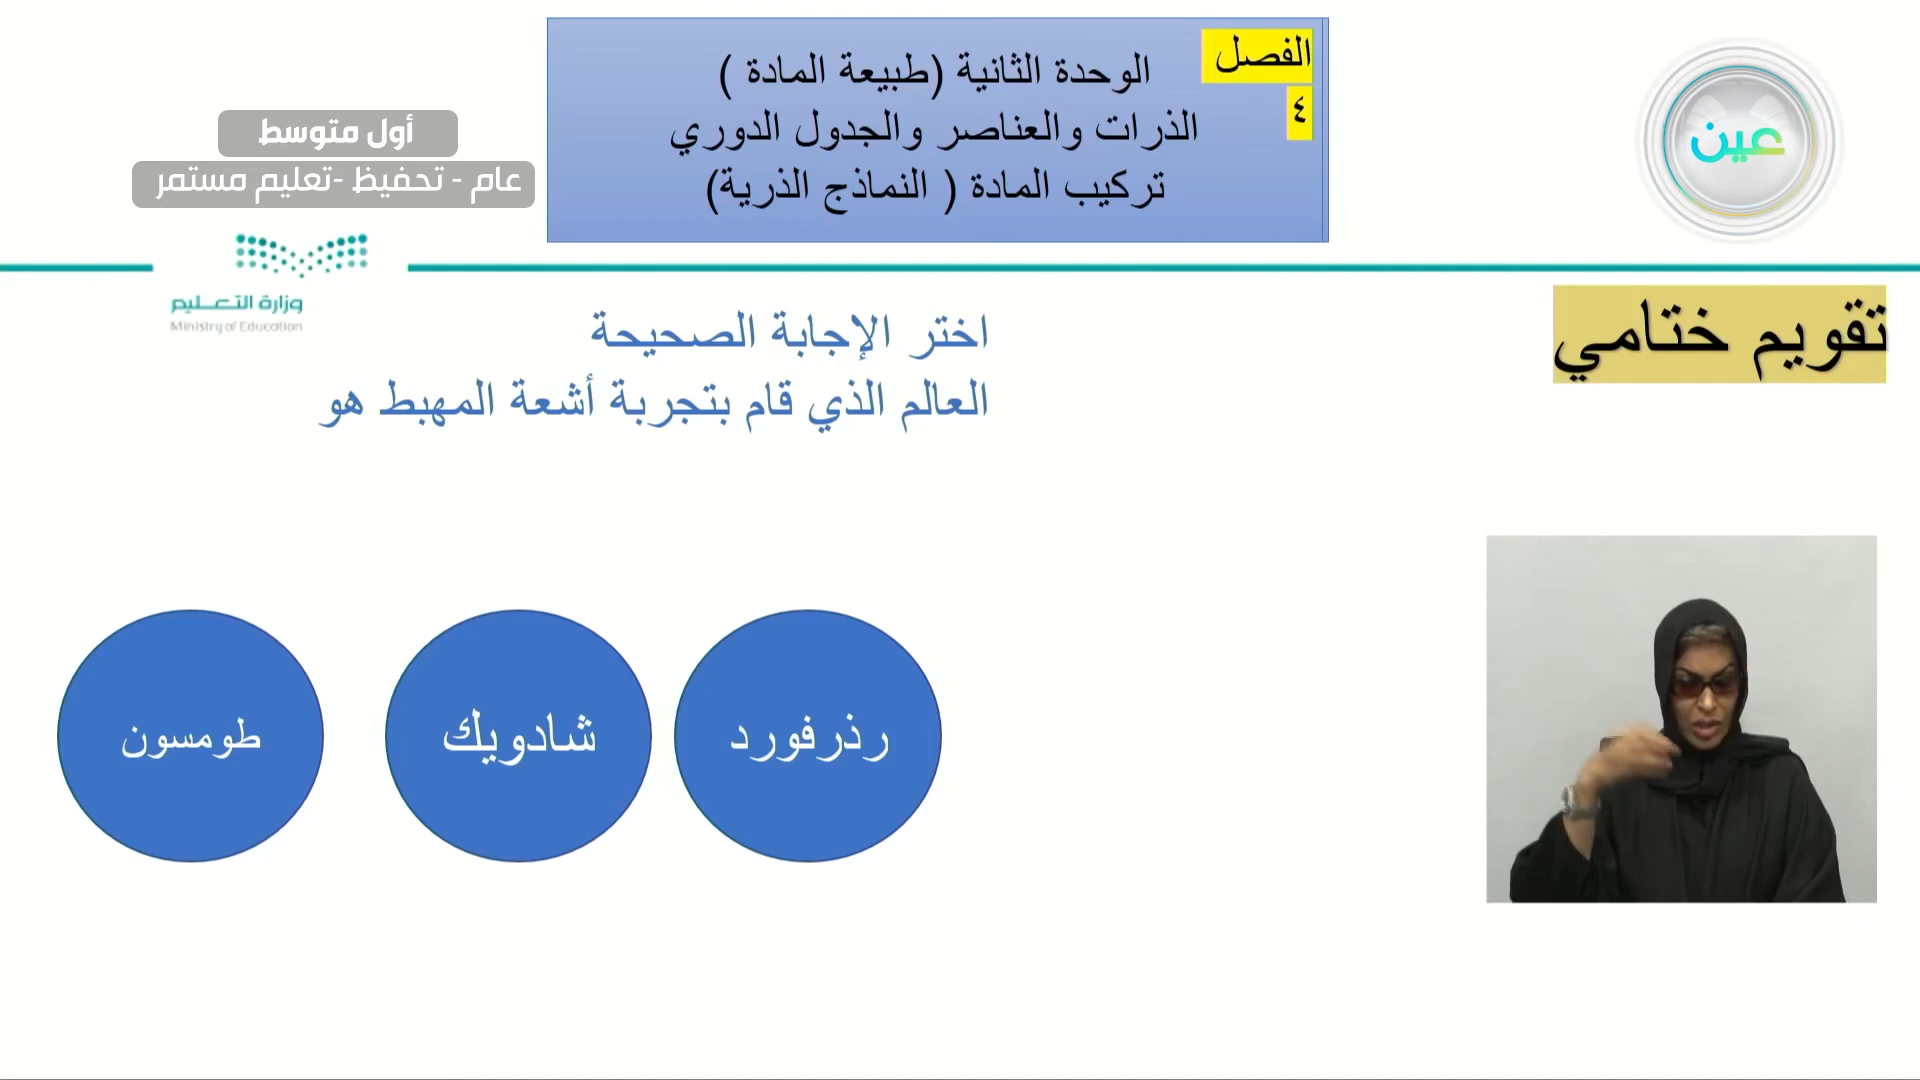 الفصل
٤
الوحدة الثانية (طبيعة المادة )
الذرات والعناصر والجدول الدوري
تركيب المادة ( النماذج الذرية)
عين
أول متوسط
عام - تحفيظ -تعليم مستمر
وزارة التعليم
Ministry of Education
تقويم ختامي
اختر الإجابة الصحيحة
العالم الذي قام بتجربة أشعة المهبط هو
رذرفورد
شادويك
طومسون